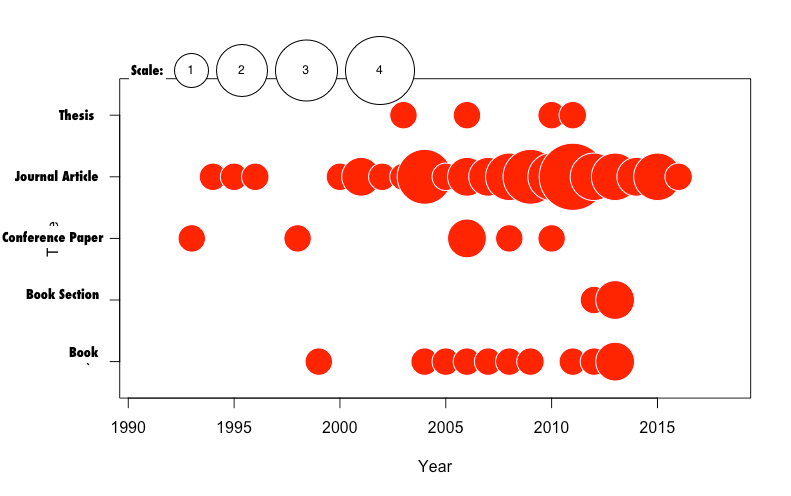 Scale: 1 2 3 4
Thesis
Journal Article
Conference Paper
Book Section
Book
1990 1995 2000 2005 2010 2015
Year